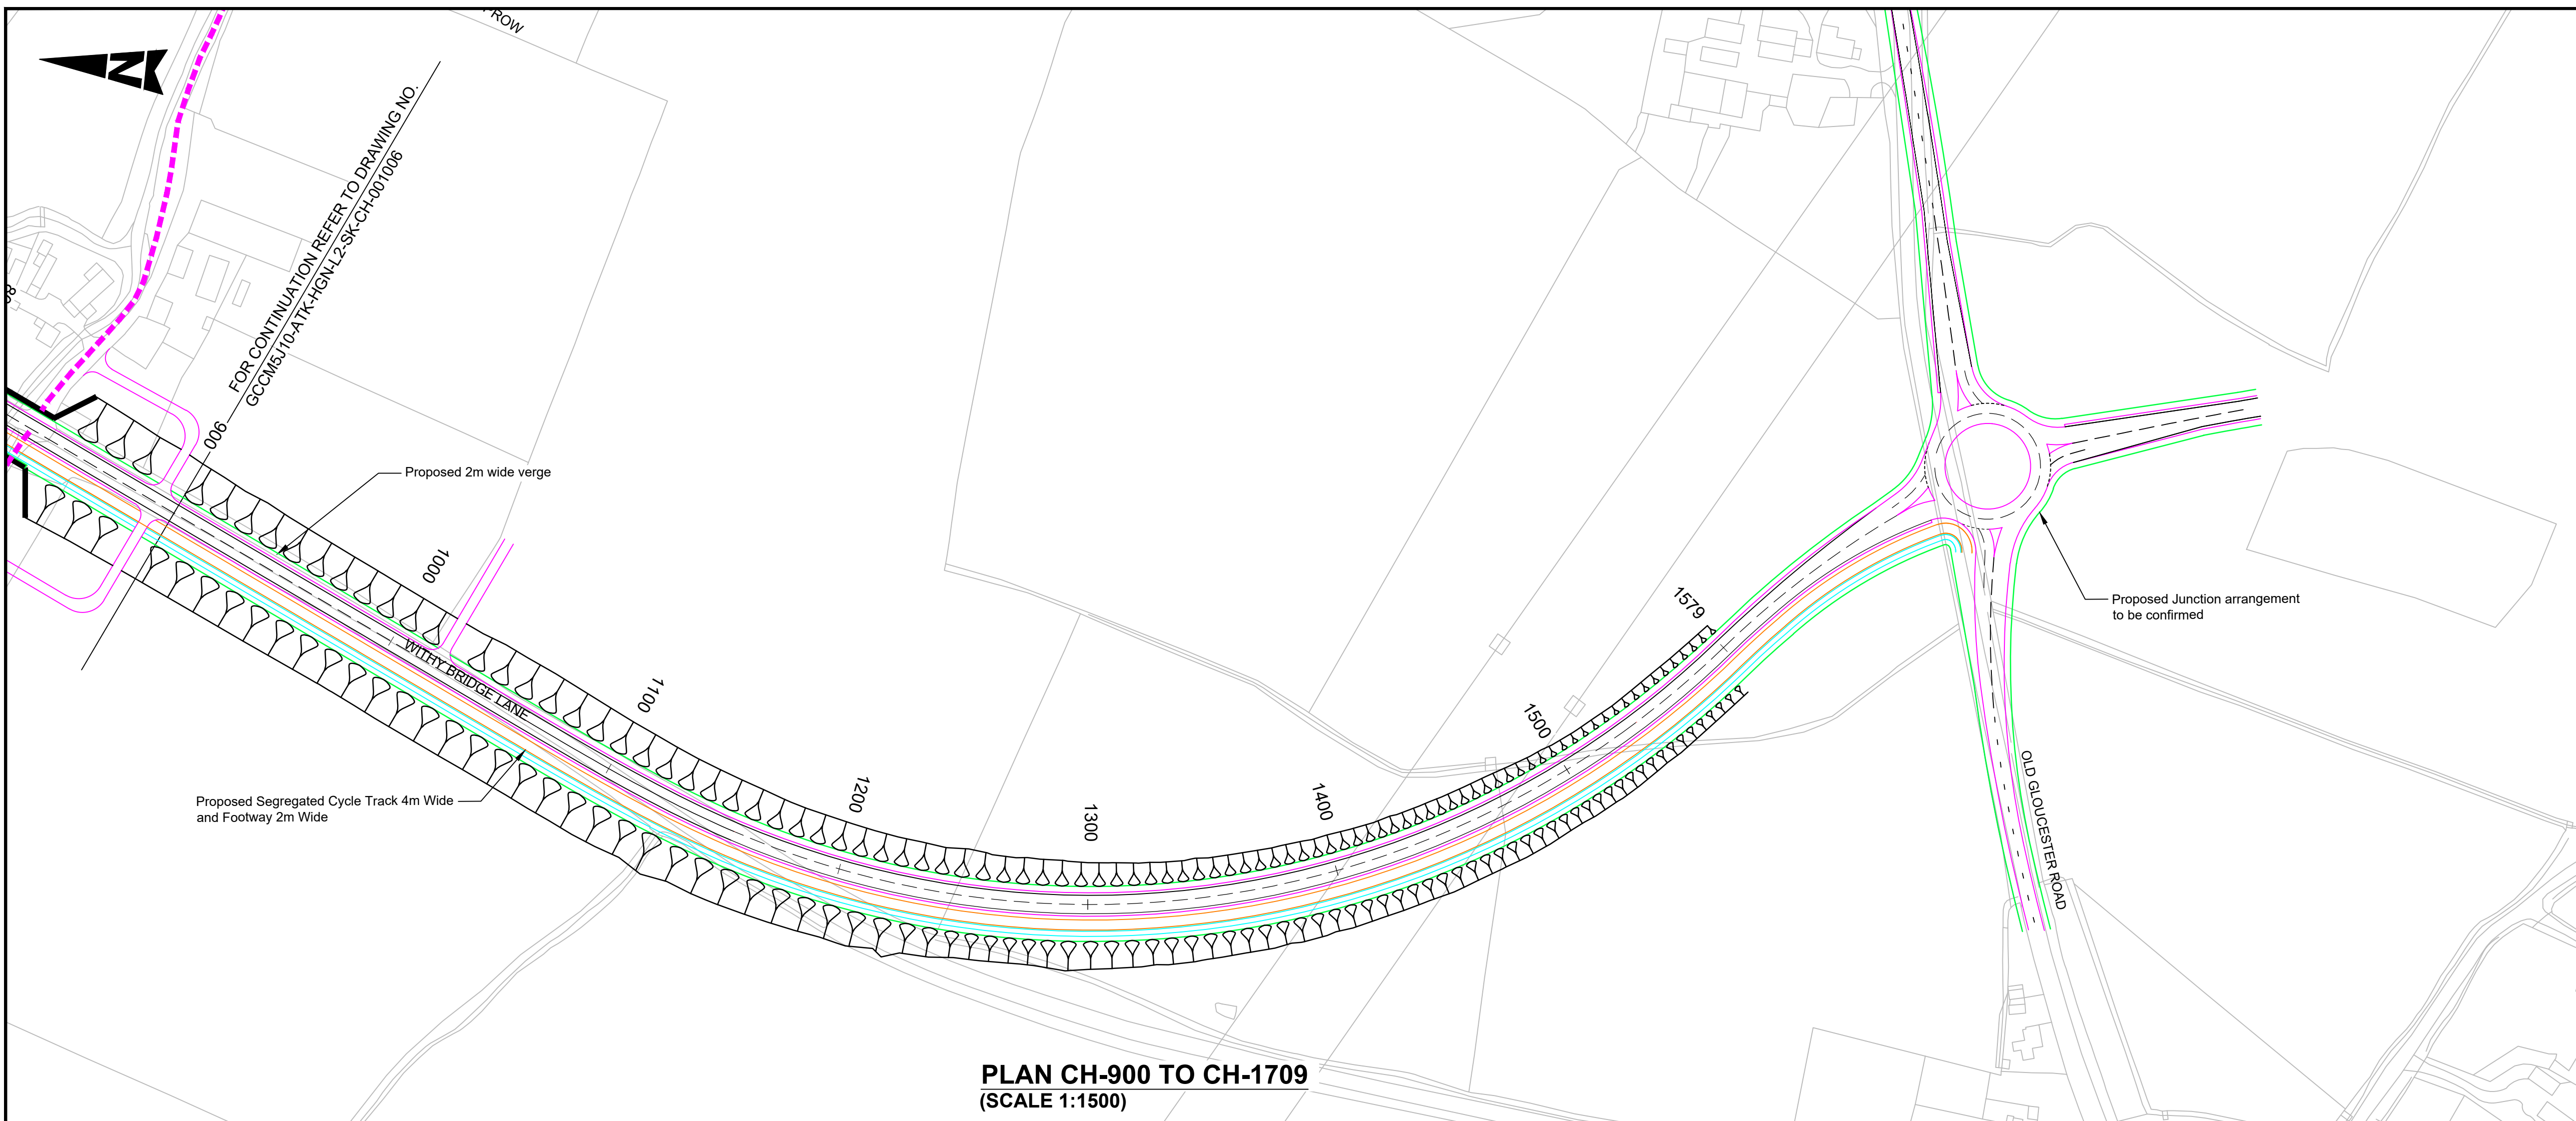 ROW
N
FOR CONTINUATION REFER TO DRAWING NO.
GCCM5J10-ATK-HGN-L2-SK-CH-001006
900
Proposed 2m wide verge
1000
WITHY BRIDGE LANE
1100
Proposed Segregated Cycle Track 4m Wide
and Footway 2m Wide
1200
1300
1400
1500
1579
Proposed Junction arrangement
to be confirmed
OLD GLOUCESTER ROAD
PLAN CH-900 TO CH-1709
(SCALE 1:1500)